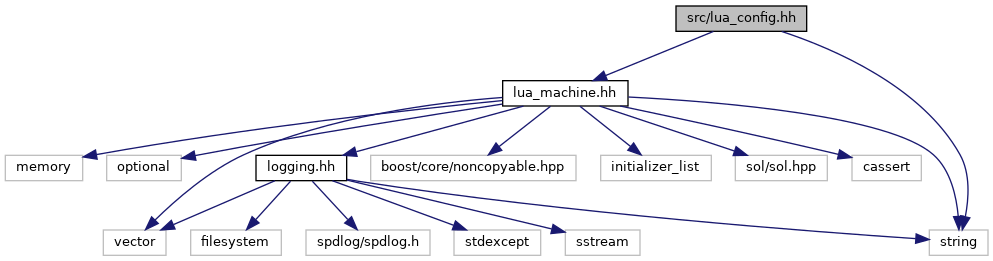 src/lua_config.hh
lua_machine.hh
memory
optional
logging.hh
boost/core/noncopyable.hpp
initializer_list
sol/sol.hpp
cassert
vector
filesystem
spdlog/spdlog.h
stdexcept
sstream
string